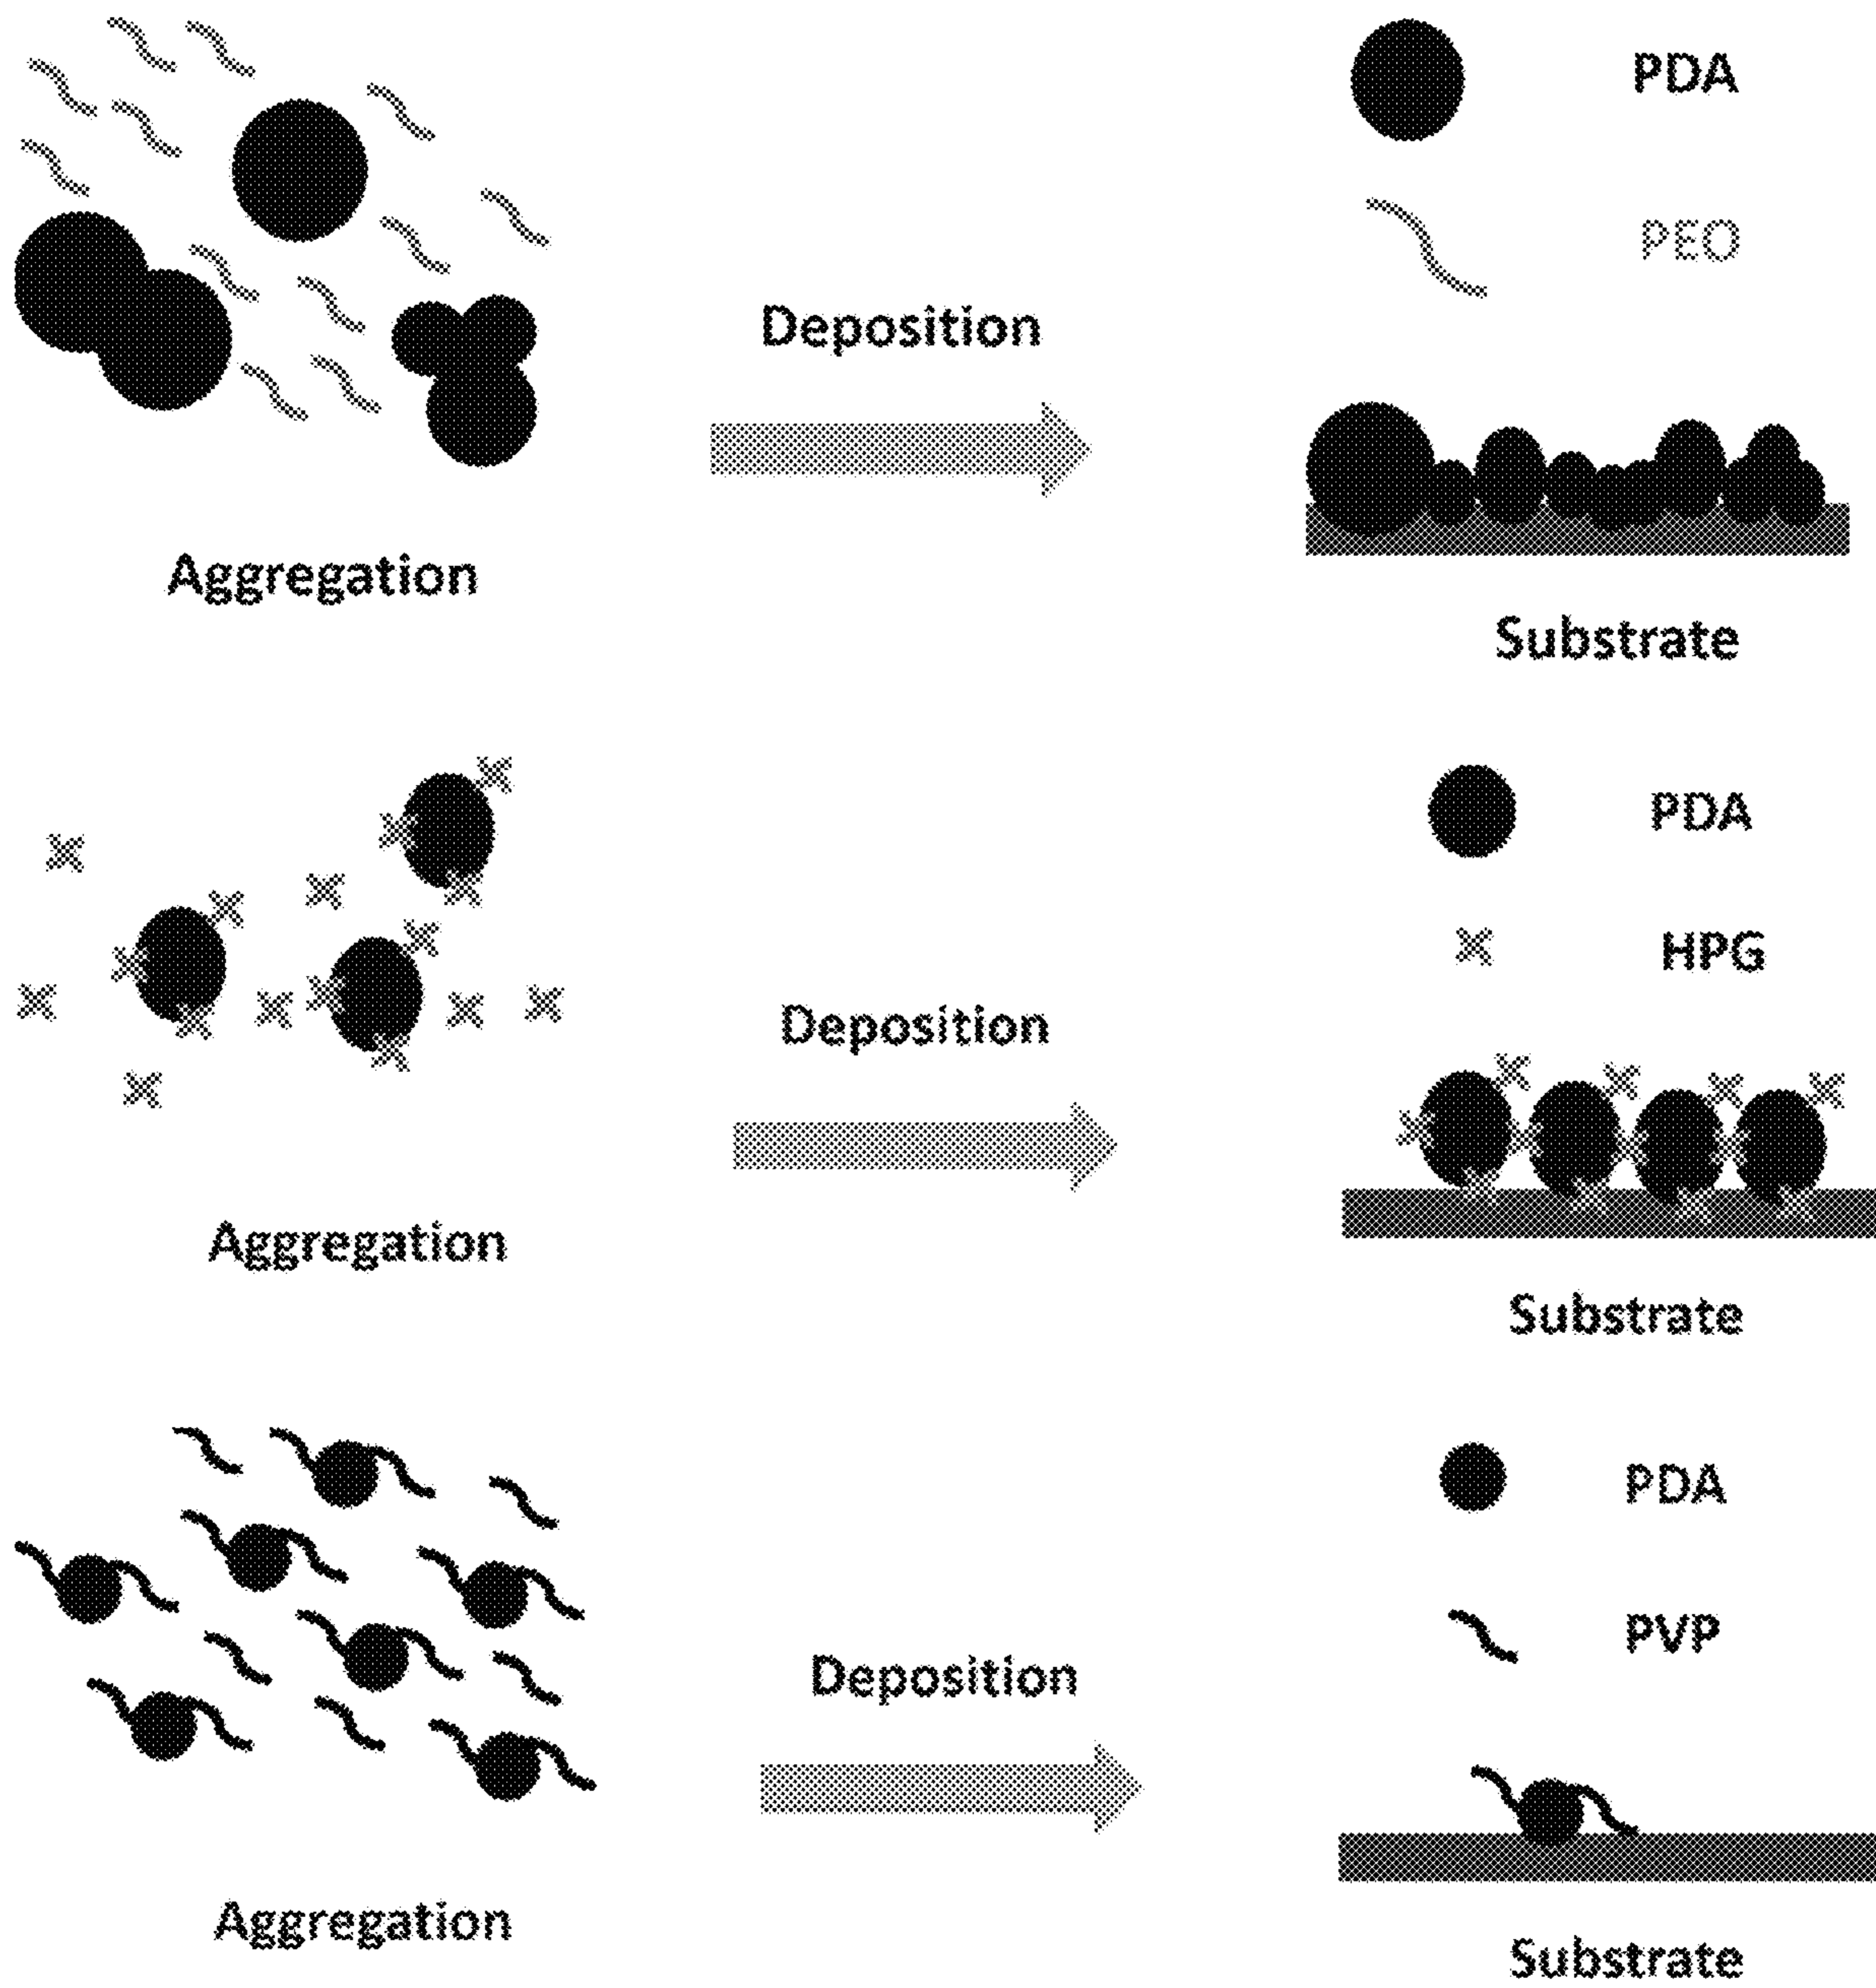 PDA
PEO
Deposition
Aggregation
Substrate
PDA
HPG
Deposition
Aggregation
Substrate
PDA
PVP
Deposition
Aggregation
Substrate